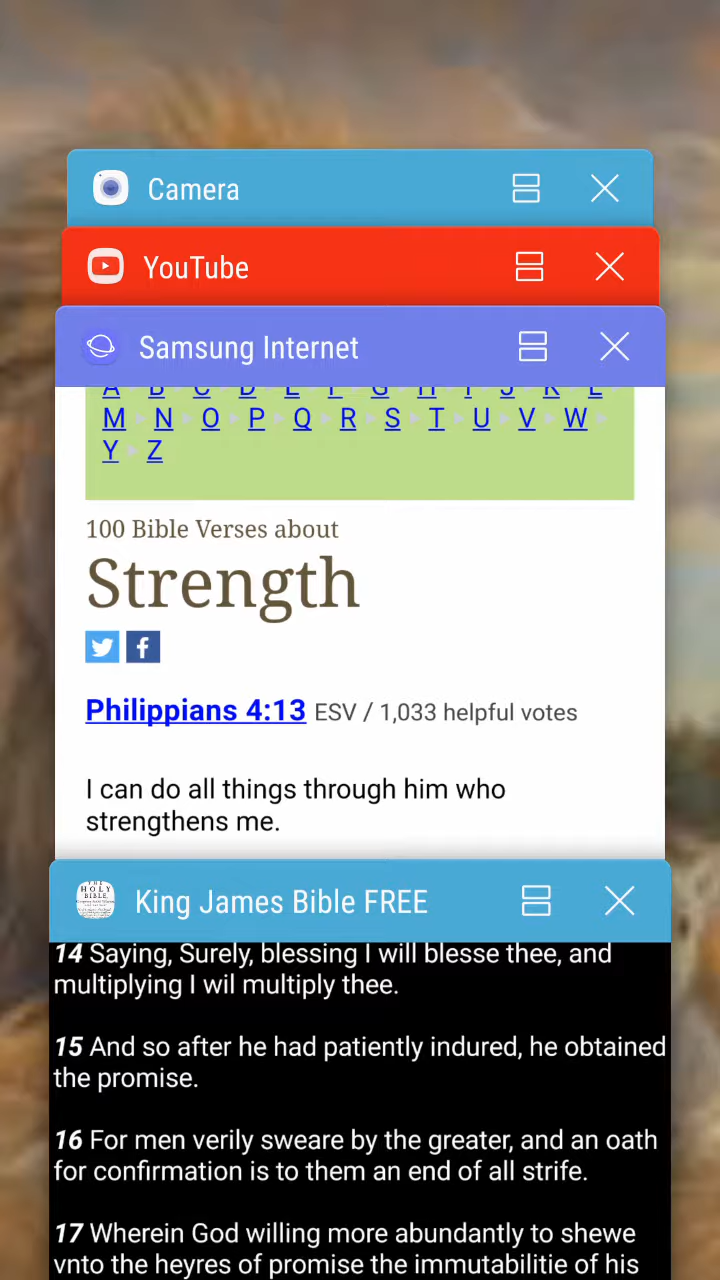 Camera
YouTube
Samsung Internet
A B C D E F G H I J K L
M N O P Q R S T U V W
Y Z
100 Bible Verses about
Strength
Philippians 4:13 ESV / 1,033 helpful votes
I can do all things through him who
strengthens me.
THE
HOLY
BIBLE,
King James Bible FREE
14 Saying, Surely, blessing I will blesse thee, and
multiplying I wil multiply thee.
15 And so after he had patiently indured, he obtained
the promise.
16 For men verily sweare by the greater, and an oath
for confirmation is to them an end of all strife.
17 Wherein God willing more abundantly to shewe
vnto the heyres of promise the immutabilitie of his